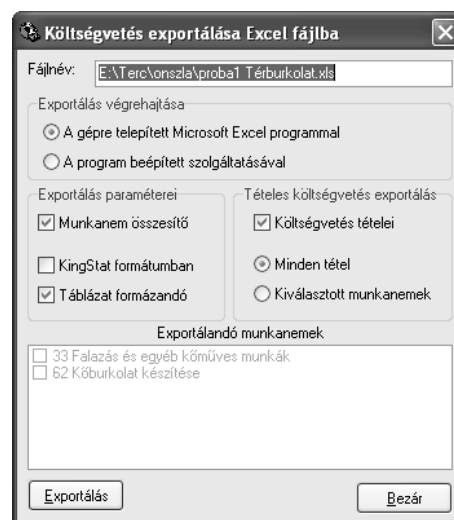 Költségvetés exportálása Excel fájlba
Fájlnév: E:\Terc\onszla\proba1 Térburkolat.xls
Exportálás végrehajtása
A gépre telepített Microsoft Excel programmal
A program beépített szolgáltatásával
Exportálás paraméterei
Munkanem összesítő
KingStat formátumban
Táblázat formázandó
Tételes költségvetés exportálás
Költségvetés tételei
Minden tétel
Kiválasztott munkanemek
Exportálandó munkanemek
33 Falazás és egyéb kőműves munkák
62 Kőburkolat készítése
Exportálás
Bezár